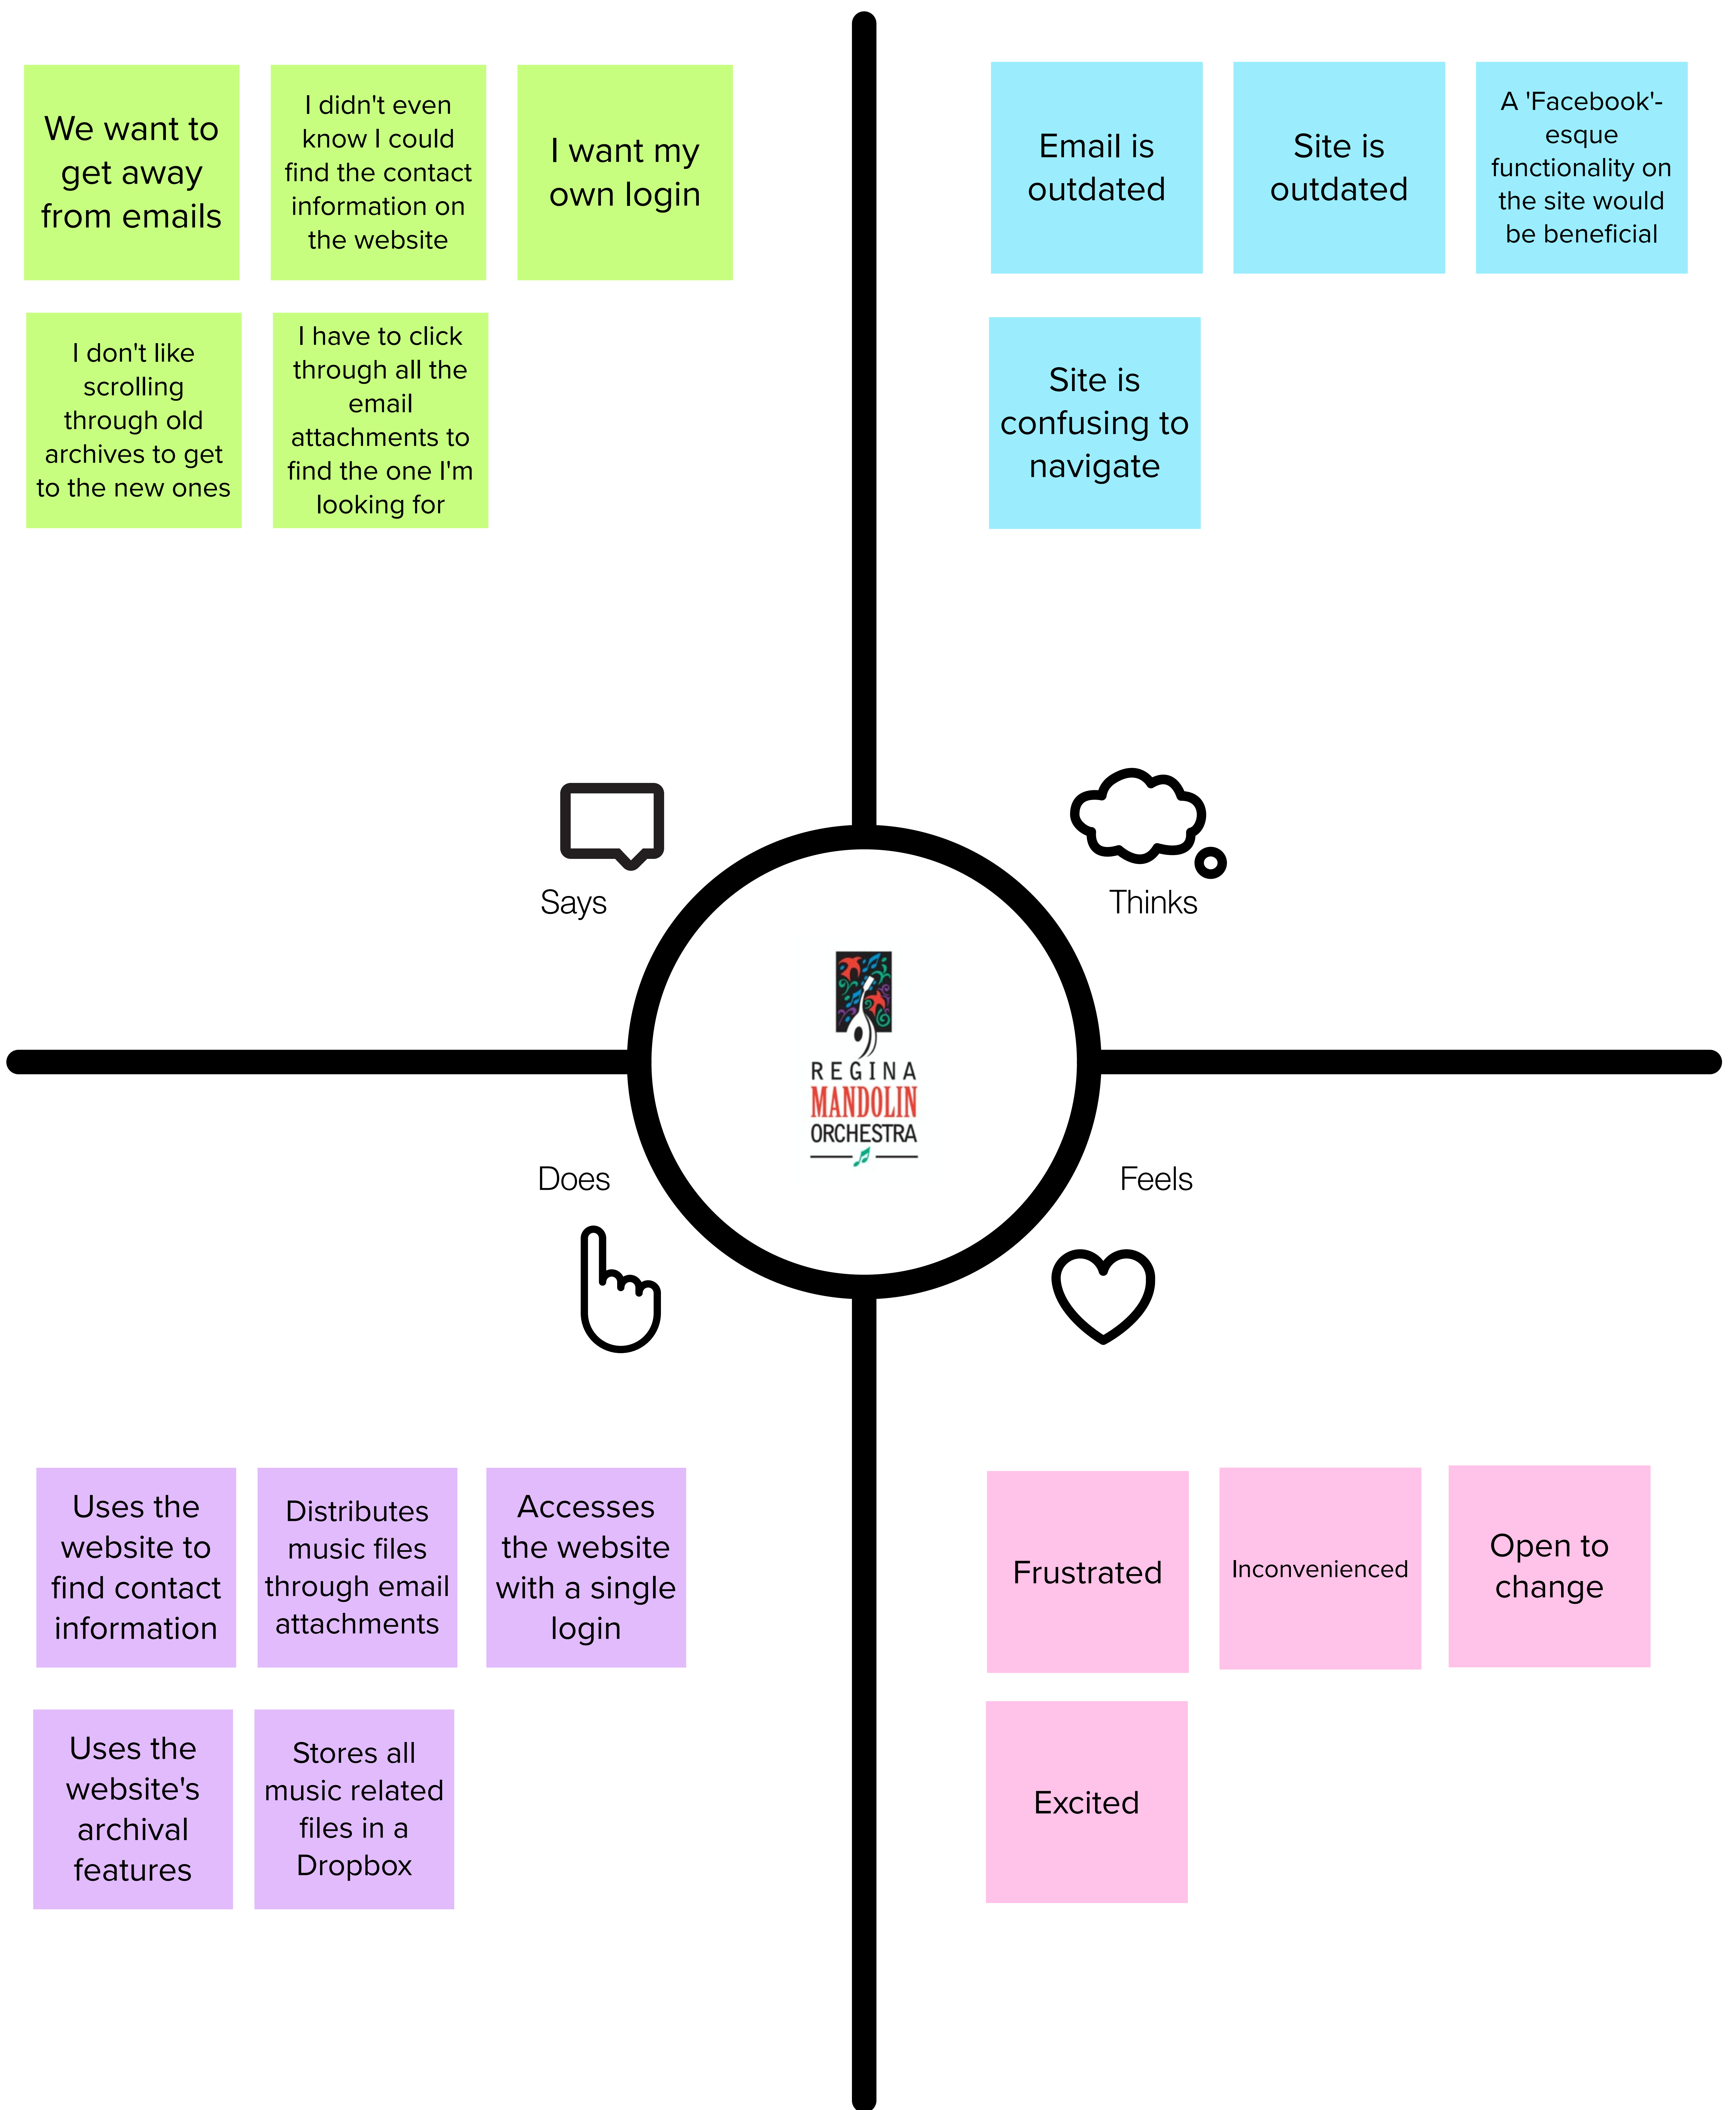 We want to
get away
from emails
I didn't even
know I could
find the contact
information on
the website
I want my
own login
I don't like
scrolling
through old
archives to get
to the new ones
I have to click
through all the
email
attachments to
find the one I'm
looking for
Email is
outdated
Site is
outdated
A 'Facebook'-
esque
functionality on
the site would
be beneficial
Site is
confusing to
navigate
Says
Thinks
REGINA
MANDOLIN
ORCHESTRA
Does
Feels
Uses the
website to
find contact
information
Distributes
music files
through email
attachments
Accesses
the website
with a single
login
Uses the
website's
archival
features
Stores all
music related
files in a
Dropbox
Frustrated
Inconvenienced
Open to
change
Excited